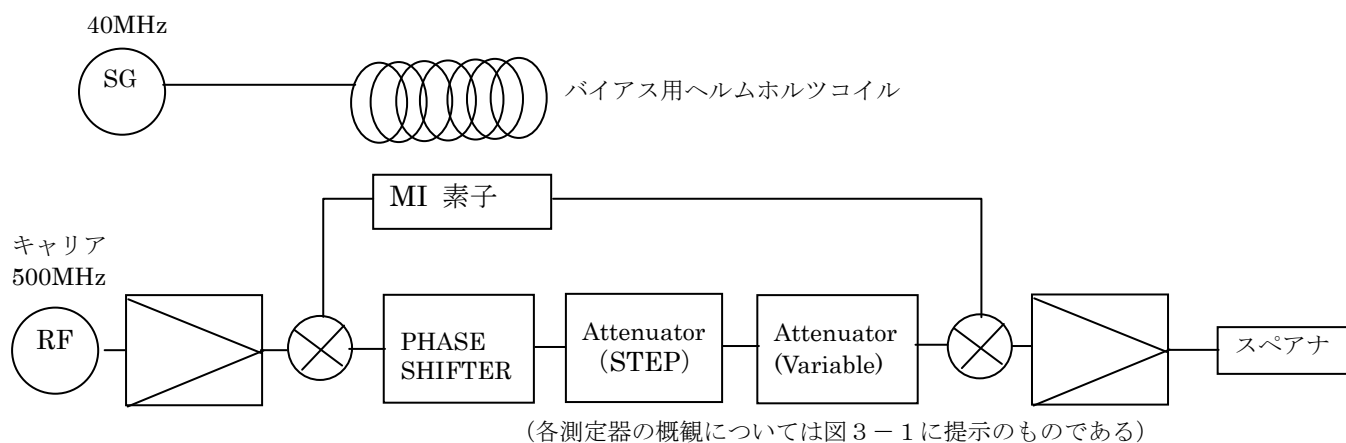 40MHz
SG
バイアス用ヘルムホルツコイル
MI 素子
キャリア
500MHz
RF
PHASE
SHIFTER
Attenuator
（STEP）
Attenuator
(Variable)
スペアナ
（各測定器の概観については図３－１に提示のものである）